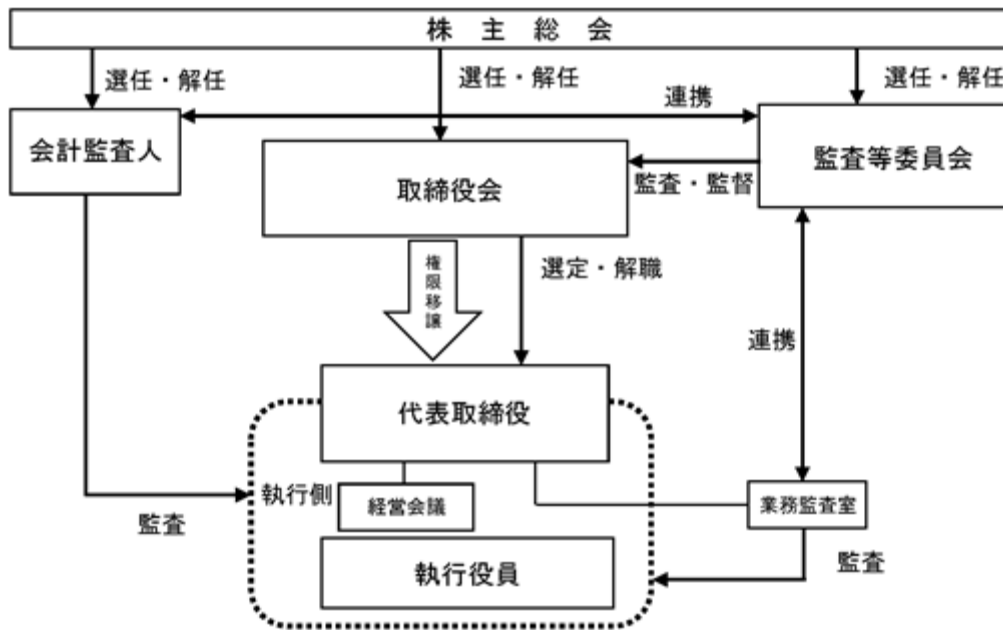 株主総会
選任・解任
選任・解任
選任・解任
連携
会計監査人
監査等委員会
取締役会
監査・監督
権限移譲
選定・解職
連携
代表取締役
執行側
経営会議
業務監査室
監査
監査
執行役員